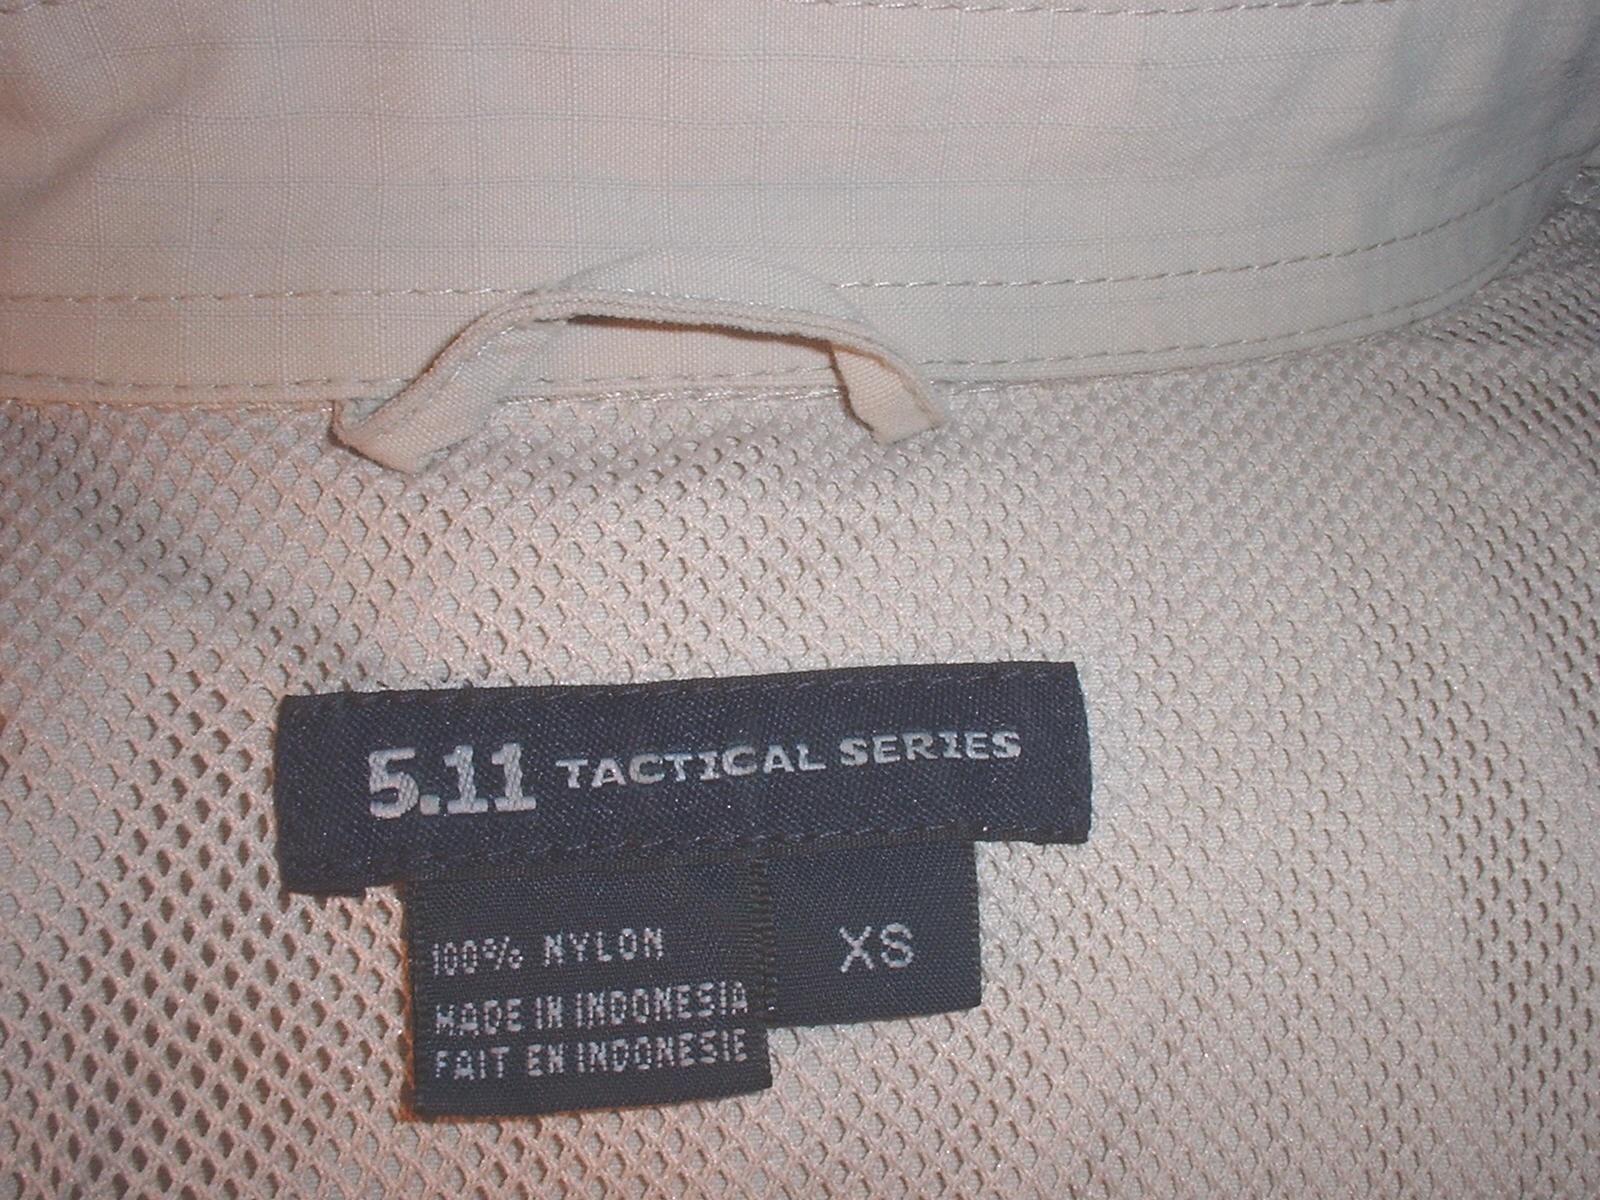 5.11 TACTICAL SERIES
100% NYLON
MADE IN INDONESIA
FAIT EN INDONESIE
XS